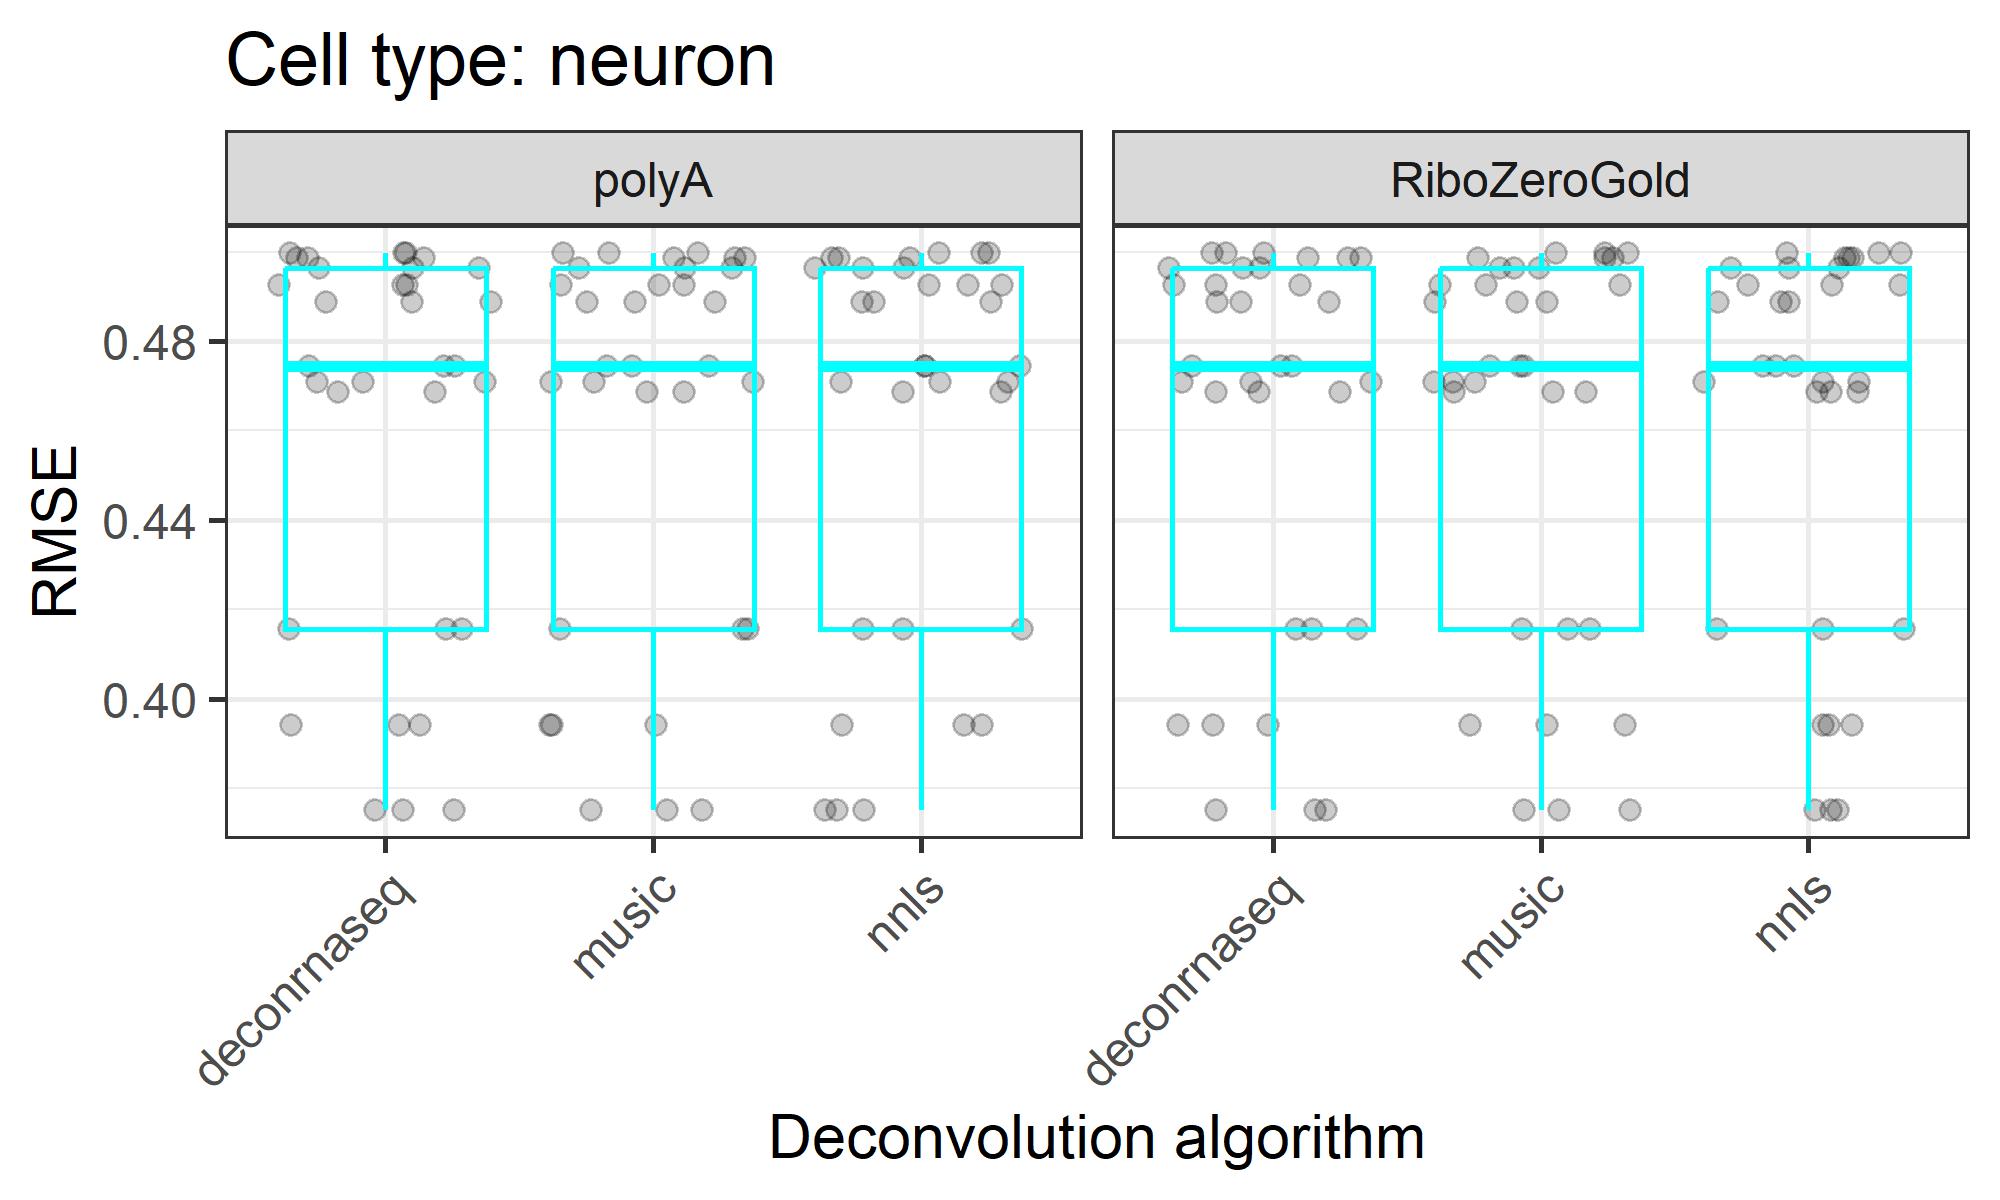 Cell type: neuron
polyA
RiboZeroGold
RMSE
0.48
0.44
0.40
deconrnaseq
music
nnls
deconrnaseq
music
nnls
Deconvolution algorithm